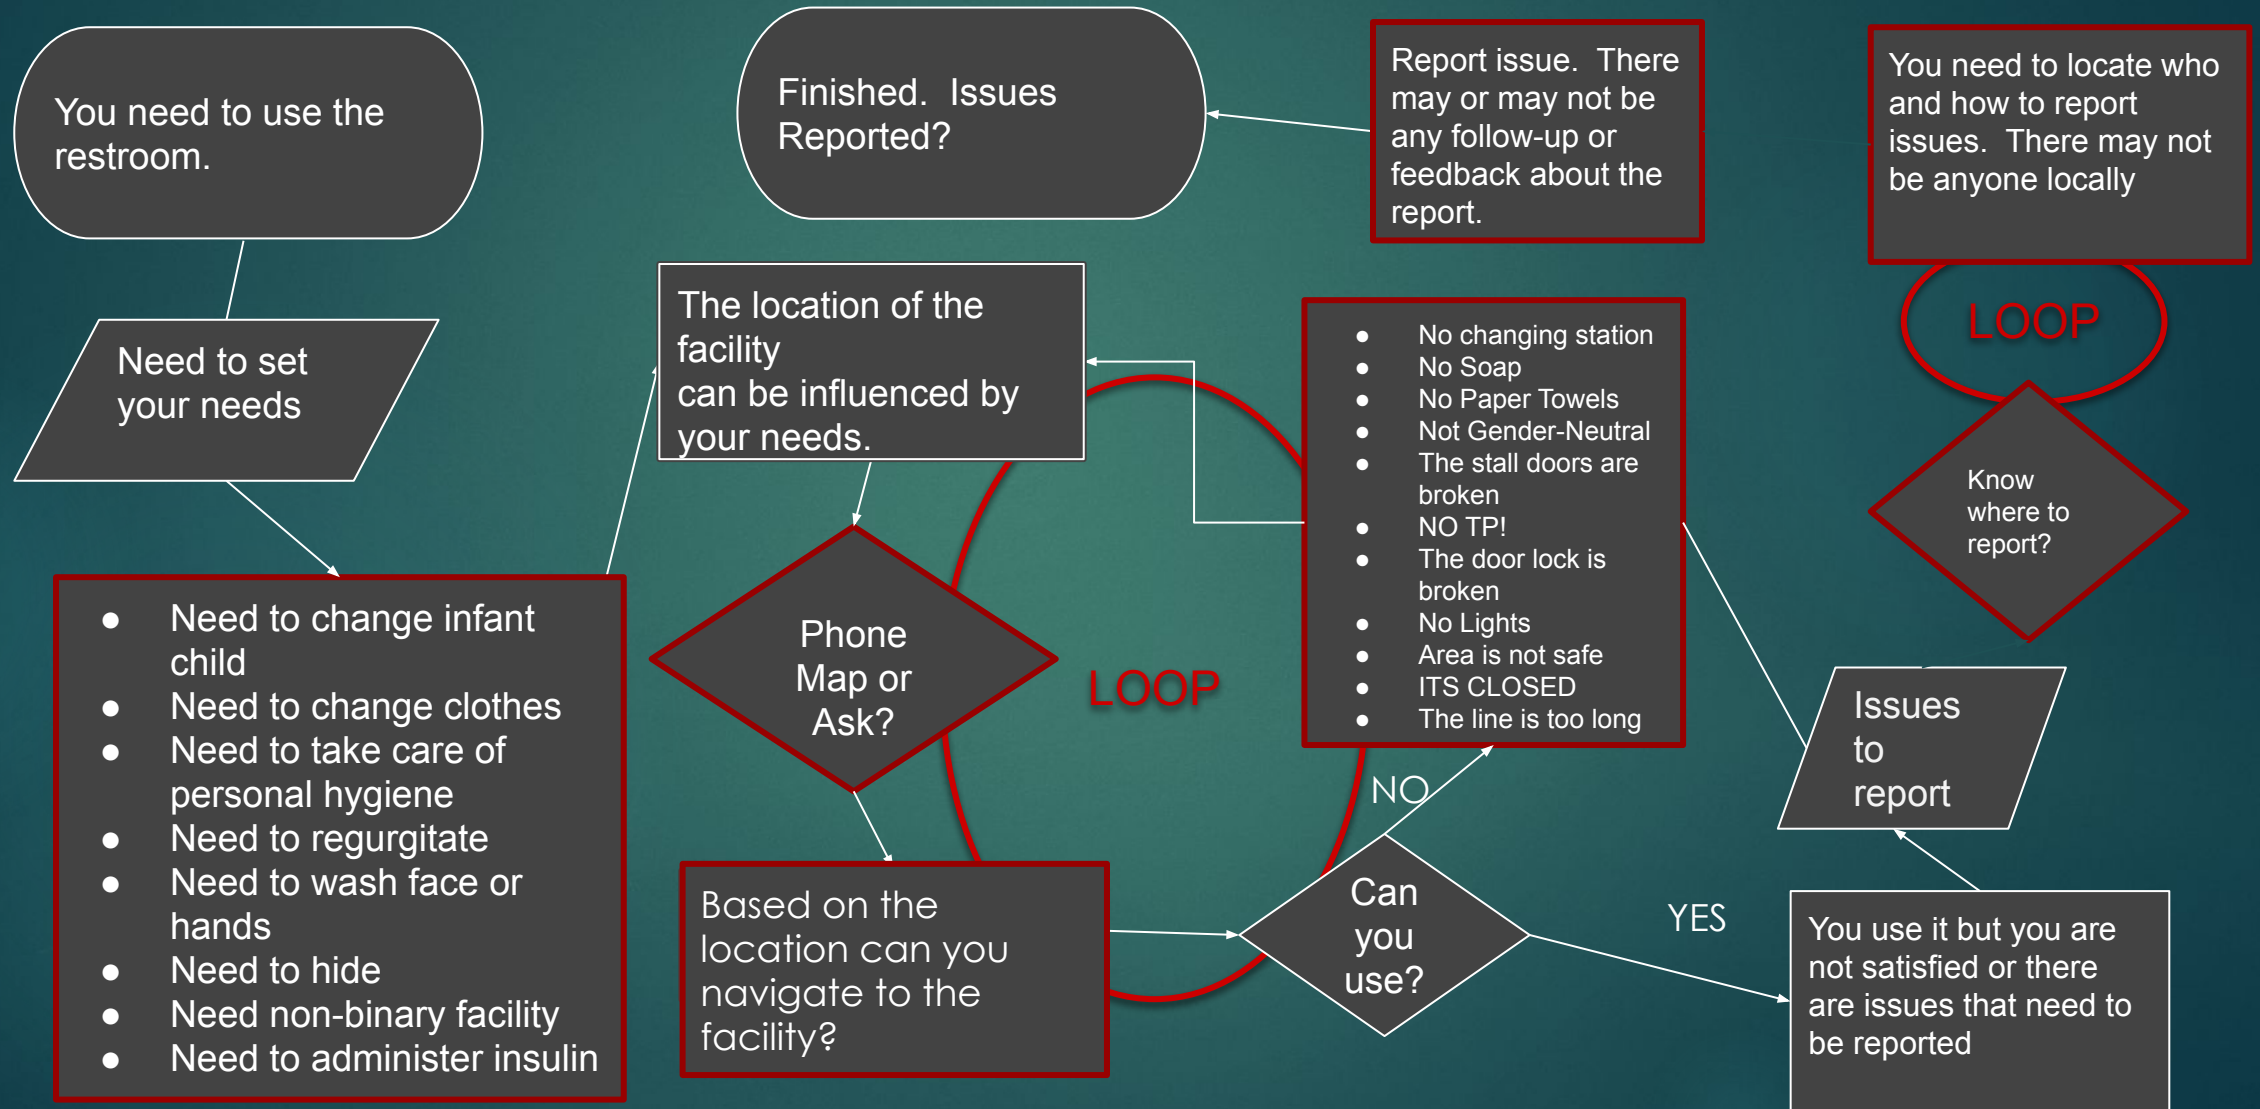 You need to use the
restroom.
Need to set
your needs
● Need to change infant
child
● Need to change clothes
● Need to take care of
personal hygiene
● Need to regurgitate
● Need to wash face or
hands
● Need to hide
● Need non-binary facility
● Need to administer insulin
The location of the
facility
can be influenced by
your needs.
Phone
Map or
Ask?
Based on the
location can you
navigate to the
facility?
LOOP
Can
you
use?
NO
● No changing station
● No Soap
● No Paper Towels
● Not Gender-Neutral
● The stall doors are
broken
● NO TP!
● The door lock is
broken
● No Lights
● Area is not safe
● ITS CLOSED
● The line is too long
YES
You use it but you are
not satisfied or there
are issues that need to
be reported
Issues
to
report
Know
where to
report?
LOOP
You need to locate who
and how to report
issues.  There may not
be anyone locally
Report issue.  There
may or may not be
any follow-up or
feedback about the
report.
Finished.  Issues
Reported?